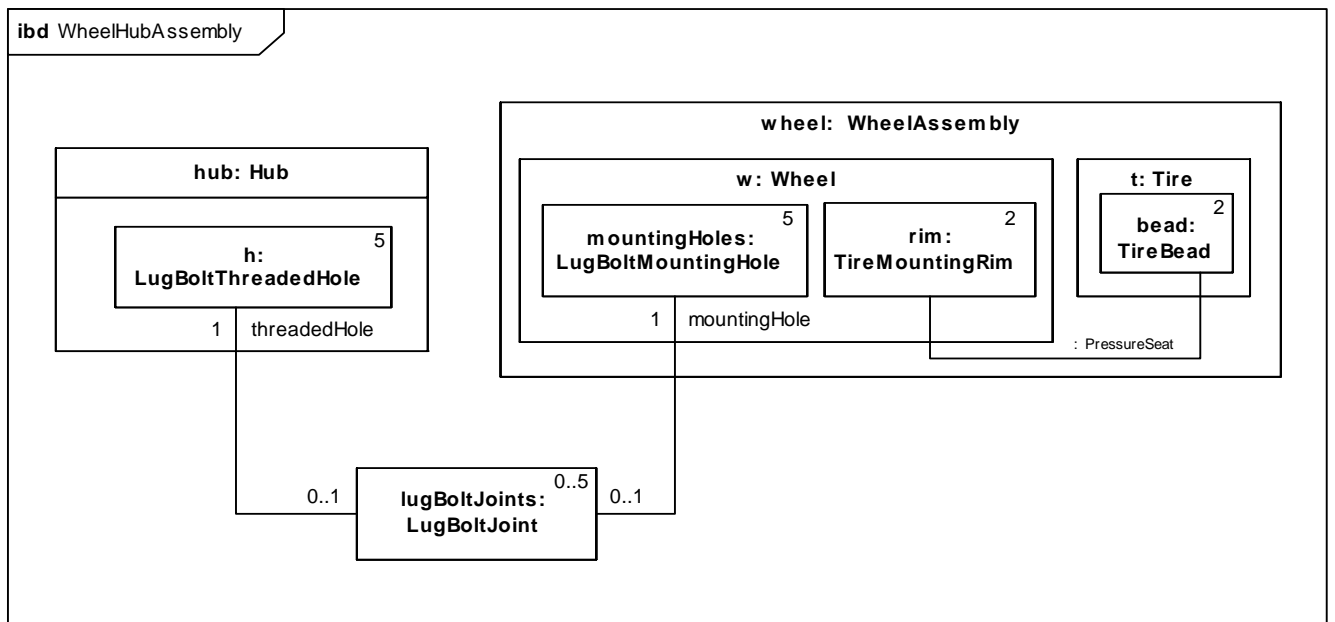 ibd WheelHubAssembly
wheel: WheelAssembly
hub: Hub
w: Wheel
t: Tire
5
h:
LugBoltThreadedHole
5
mountingHoles:
LugBoltMountingHole
2
rim:
TireMountingRim
2
bead:
TireBead
1 threadedHole
1 mountingHole
: PressureSeat
0..1
0..5
lugBoltJoints:
LugBoltJoint
0..1